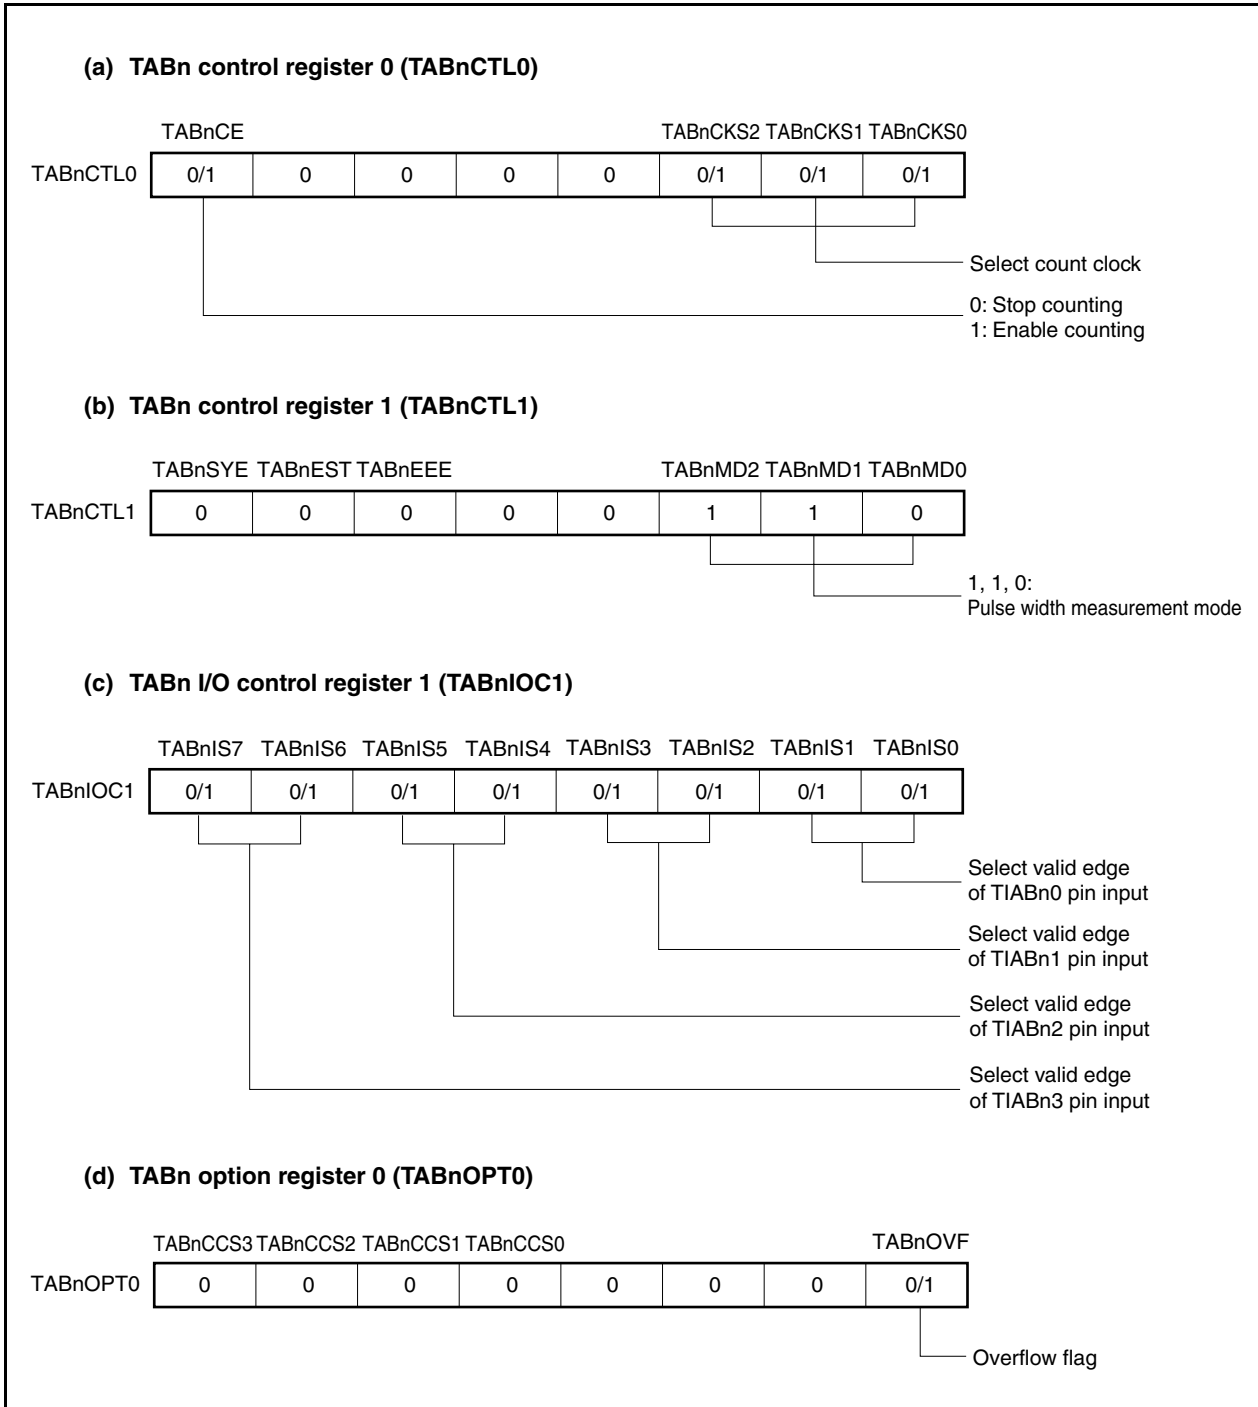 (a) TABn control register 0 (TABnCTL0)
TABnCE TABnCKS2 TABnCKS1 TABnCKS0
TABnCTL0 0/1 0 0 0 0 0/1 0/1 0/1
Select count clock
0: Stop counting
1: Enable counting
(b) TABn control register 1 (TABnCTL1)
TABnSYE TABnEST TABnEEE TABnMD2 TABnMD1 TABnMD0
TABnCTL1 0 0 0 0 0 1 1 0
1, 1, 0:
Pulse width measurement mode
(c) TABn I/O control register 1 (TABnIOC1)
TABnIS7 TABnIS6 TABnIS5 TABnIS4 TABnIS3 TABnIS2 TABnIS1 TABnIS0
TABnIOC1 0/1 0/1 0/1 0/1 0/1 0/1 0/1 0/1
Select valid edge
of TIABn0 pin input
Select valid edge
of TIABn1 pin input
Select valid edge
of TIABn2 pin input
Select valid edge
of TIABn3 pin input
(d) TABn option register 0 (TABnOPT0)
TABnCCS3 TABnCCS2 TABnCCS1 TABnCCS0 TABnOVF
TABnOPT0 0 0 0 0 0 0 0 0/1
Overflow flag